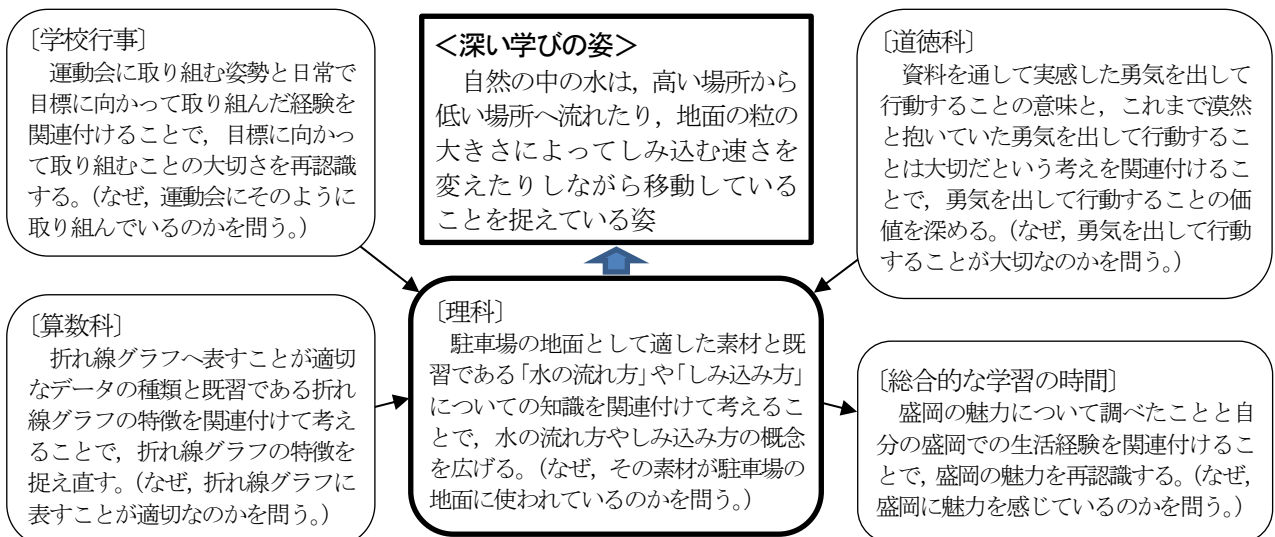 〔学校行事〕
運動会に取り組む姿勢と日常で
目標に向かって取り組んだ経験を
関連付けることで，目標に向かっ
て取り組むことの大切さを再認識
する。（なぜ，運動会にそのように
取り組んでいるのかを問う。）
＜深い学びの姿＞
自然の中の水は，高い場所から
低い場所へ流れたり，地面の粒の
大きさによってしみ込む速さを
変えたりしながら移動している
ことを捉えている姿
〔道徳科〕
資料を通して実感した勇気を出して
行動することの意味と，これまで漠然
と抱いていた勇気を出して行動するこ
とは大切だという考えを関連付けるこ
とで，勇気を出して行動することの価
値を深める。（なぜ，勇気を出して行動
することが大切なのかを問う。）
〔算数科〕
折れ線グラフへ表すことが適切
なデータの種類と既習である折れ
線グラフの特徴を関連付けて考え
ることで，折れ線グラフの特徴を
捉え直す。（なぜ，折れ線グラフに
表すことが適切なのかを問う。）
〔理科〕
駐車場の地面として適した素材と既
習である「水の流れ方」や「しみ込み方」
についての知識を関連付けて考えるこ
とで，水の流れ方やしみ込み方の概念
を広げる。（なぜ，その素材が駐車場の
地面に使われているのかを問う。）
〔総合的な学習の時間〕
盛岡の魅力について調べたことと自
分の盛岡での生活経験を関連付けるこ
とで，盛岡の魅力を再認識する。（なぜ，
盛岡に魅力を感じているのかを問う。）